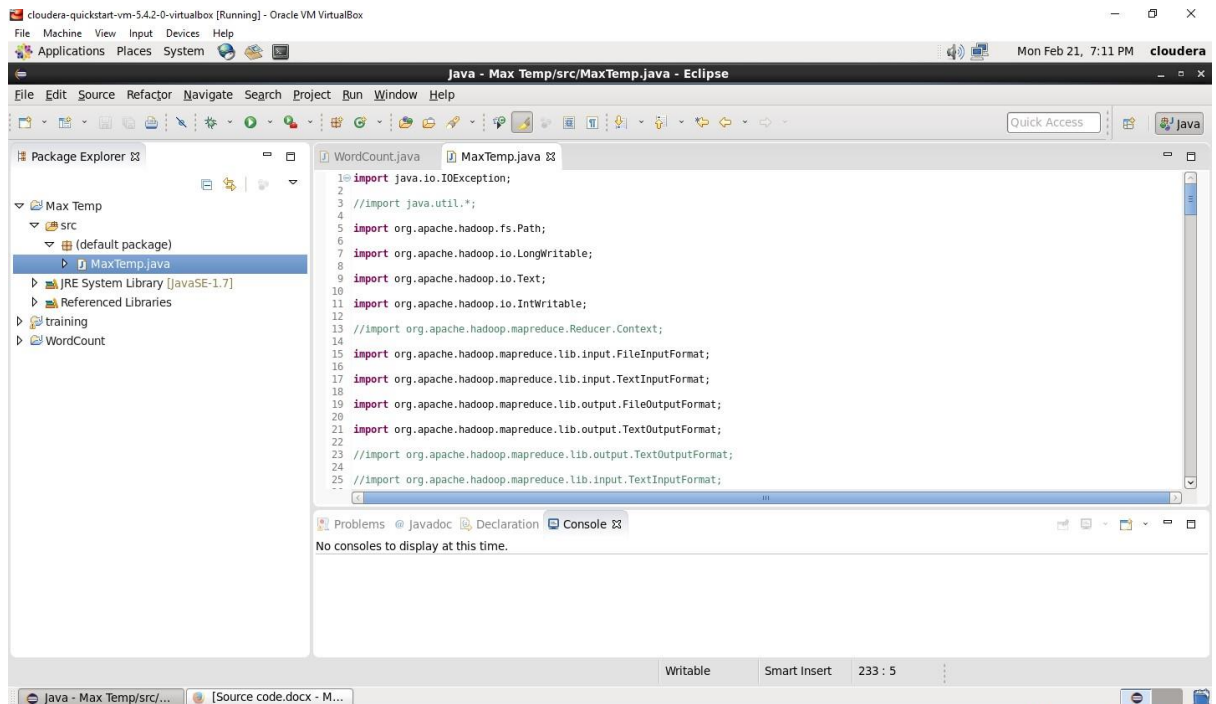 cloudera-quickstart-vm-5.4.2-0-virtualbox [Running] - Oracle VM VirtualBox
File Machine View Input Devices Help
Applications Places System Mon Feb 21, 7:11 PM cloudera
Java - Max Temp/src/MaxTemp.java - Eclipse
File Edit Source Refactor Navigate Search Project Run Window Help
Quick Access Java
Package Explorer
Max Temp
src
(default package)
MaxTemp.java
JRE System Library [JavaSE-1.7]
Referenced Libraries
training
WordCount
WordCount.java MaxTemp.java
1 import java.io.IOException;
2
3 //import java.util.*;
4
5 import org.apache.hadoop.fs.Path;
6
7 import org.apache.hadoop.io.LongWritable;
8
9 import org.apache.hadoop.io.Text;
10
11 import org.apache.hadoop.io.IntWritable;
12
13 //import org.apache.hadoop.mapreduce.Reducer.Context;
14
15 import org.apache.hadoop.mapreduce.lib.input.FileInputFormat;
16
17 import org.apache.hadoop.mapreduce.lib.input.TextInputFormat;
18
19 import org.apache.hadoop.mapreduce.lib.output.FileOutputFormat;
20
21 import org.apache.hadoop.mapreduce.lib.output.TextOutputFormat;
22
23 //import org.apache.hadoop.mapreduce.lib.output.TextOutputFormat;
24
25 //import org.apache.hadoop.mapreduce.lib.input.TextInputFormat;
Problems Javadoc Declaration Console
No consoles to display at this time.
Writable Smart Insert 233 : 5
Java - Max Temp/src/... [Source code.docx - M...